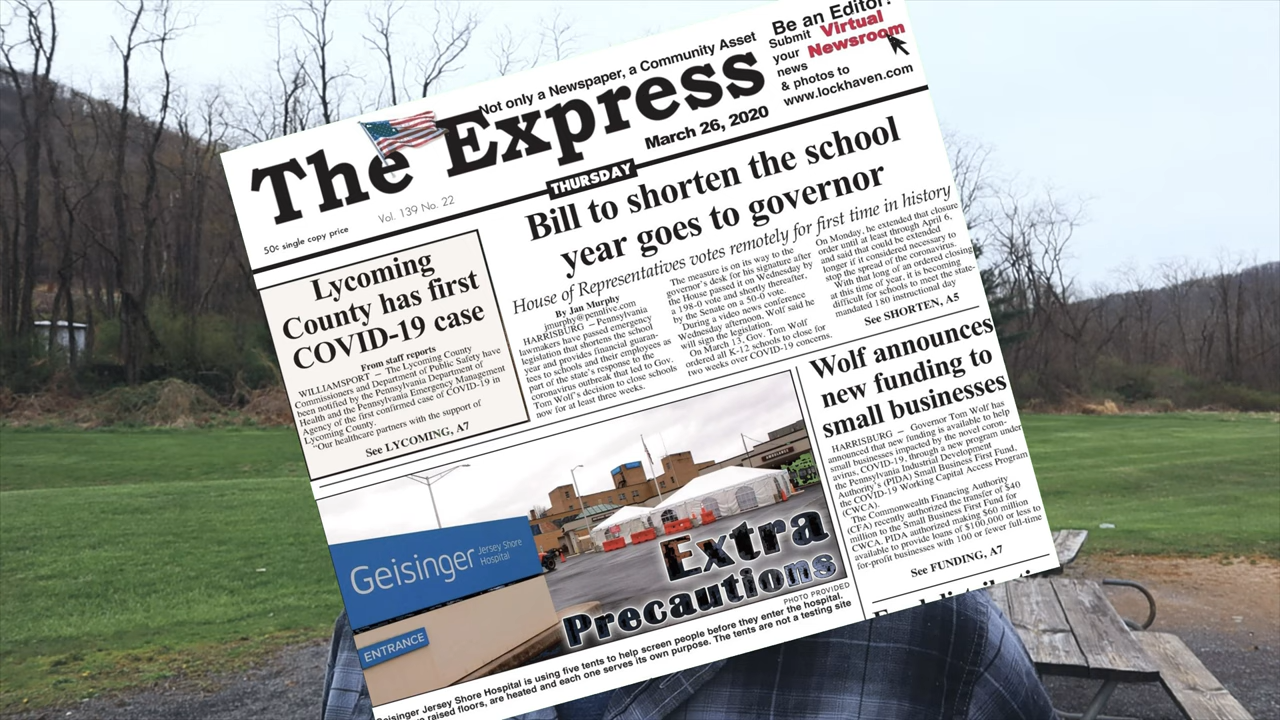 Not only a Newspaper, a Community Asset
The Express
Be an Editor!
Submit
your
news
Virtual
Newsroom
& photos to
www.lockhaven.com
Vol. 139 No. 22
50¢ single copy price
THURSDAY
March 26, 2020
Lycoming
County has first
COVID-19 case
From staff reports
WILLIAMSPORT — The Lycoming County
Commissioners and Department of Public Safety have
been notified by the Pennsylvania Department of
Health and the Pennsylvania Emergency Management
Agency of the first confirmed case of COVID-19 in
Lycoming County.
"Our healthcare partners with the support of
See LYCOMING, A7
Bill to shorten the school
year goes to governor
House of Representatives votes remotely for first time in history
By Jan Murphy
jmurphy@pennlive.com
HARRISBURG — Pennsylvania
lawmakers have passed emergency
legislation that shortens the school
year and provides financial guaran-
tees to schools and their employees as
part of the state's response to the
coronavirus outbreak that led to Gov.
Tom Wolf's decision to close schools
now for at least three weeks.
The measure is on its way to the
governor's desk for his signature after
the House passed it on Wednesday by
a 198-0 vote and shortly thereafter,
by the Senate on a 50-0 vote.
During a video news conference
Wednesday afternoon, Wolf said he
will sign the legislation.
On March 13, Gov. Tom Wolf
ordered all K-12 schools to close for
two weeks over COVID-19 concerns.
On Monday, he extended that closure
order until at least through April 6,
and said that could be extended
longer if it considered necessary to
stop the spread of the coronavirus.
With that long of an ordered closing
at this time of year, it is becoming
difficult for schools to meet the state-
mandated 180 instructional day
See SHORTEN, A5
Wolf announces
new funding to
small businesses
HARRISBURG — Governor Tom Wolf has
announced that new funding is available to help
small businesses impacted by the novel coron-
avirus, COVID-19, through a new program under
the Pennsylvania Industrial Development
Authority's (PIDA) Small Business First Fund,
the COVID-19 Working Capital Access Program
(CWCA).
The Commonwealth Financing Authority
(CFA) recently authorized the transfer of $40
million to the Small Business First Fund for
CWCA. PIDA authorized making $60 million
available to provide loans of $100,000 or less to
for-profit businesses with 100 or fewer full-time
See FUNDING, A7
Geisinger
Jersey Shore
Hospital
ENTRANCE
AMBULANCE
Extra
Precautions
PHOTO PROVIDED
Geisinger Jersey Shore Hospital is using five tents to help screen people before they enter the hospital.
raised floors, are heated and each one serves its own purpose. The tents are not a testing site